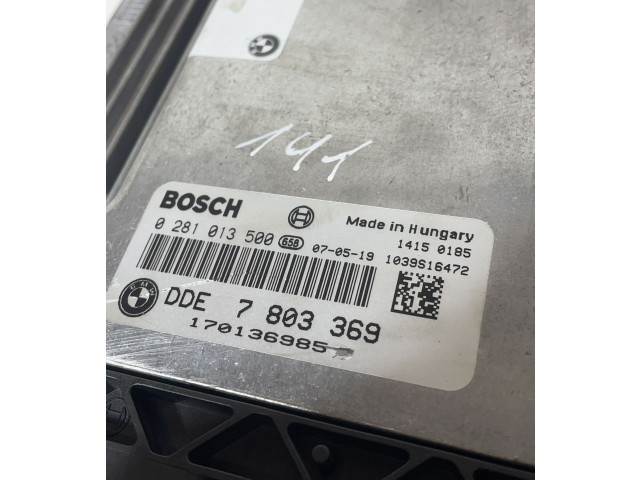 141
BOSCH
Made in Hungary
0 281 013 500 658 07-05-19
1415 0185
1039S16472
DDE 7 803 369
170136985